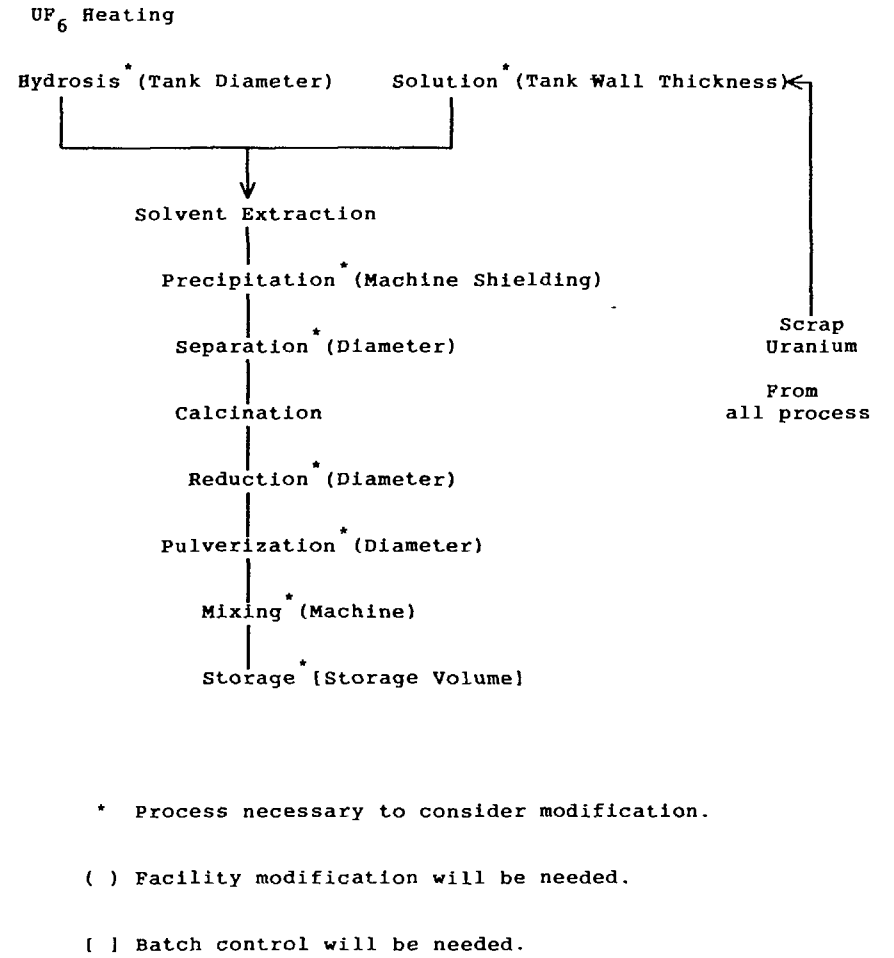 UF6 Heating
Hydrosis*(Tank Diameter) Solution*(Tank Wall Thickness)
Solvent Extraction
Precipitation*(Machine Shielding)
Separation*(Diameter)
Scrap
Uranium
Calcination
From
all process
Reduction*(Diameter)
Pulverization*(Diameter)
Mixing*(Machine)
Storage*[Storage Volume]
* Process necessary to consider modification.
( ) Facility modification will be needed.
[ ] Batch control will be needed.